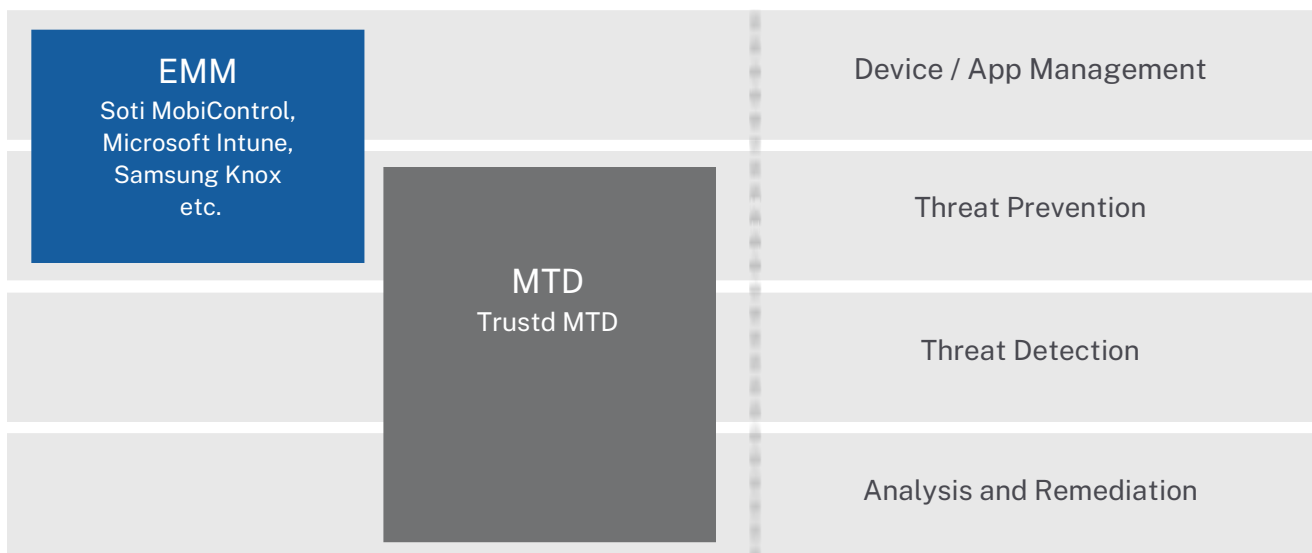 EMM
Soti MobiControl,
Microsoft Intune,
Samsung Knox
etc.
MTD
Trustd MTD
Device / App Management
Threat Prevention
Threat Detection
Analysis and Remediation